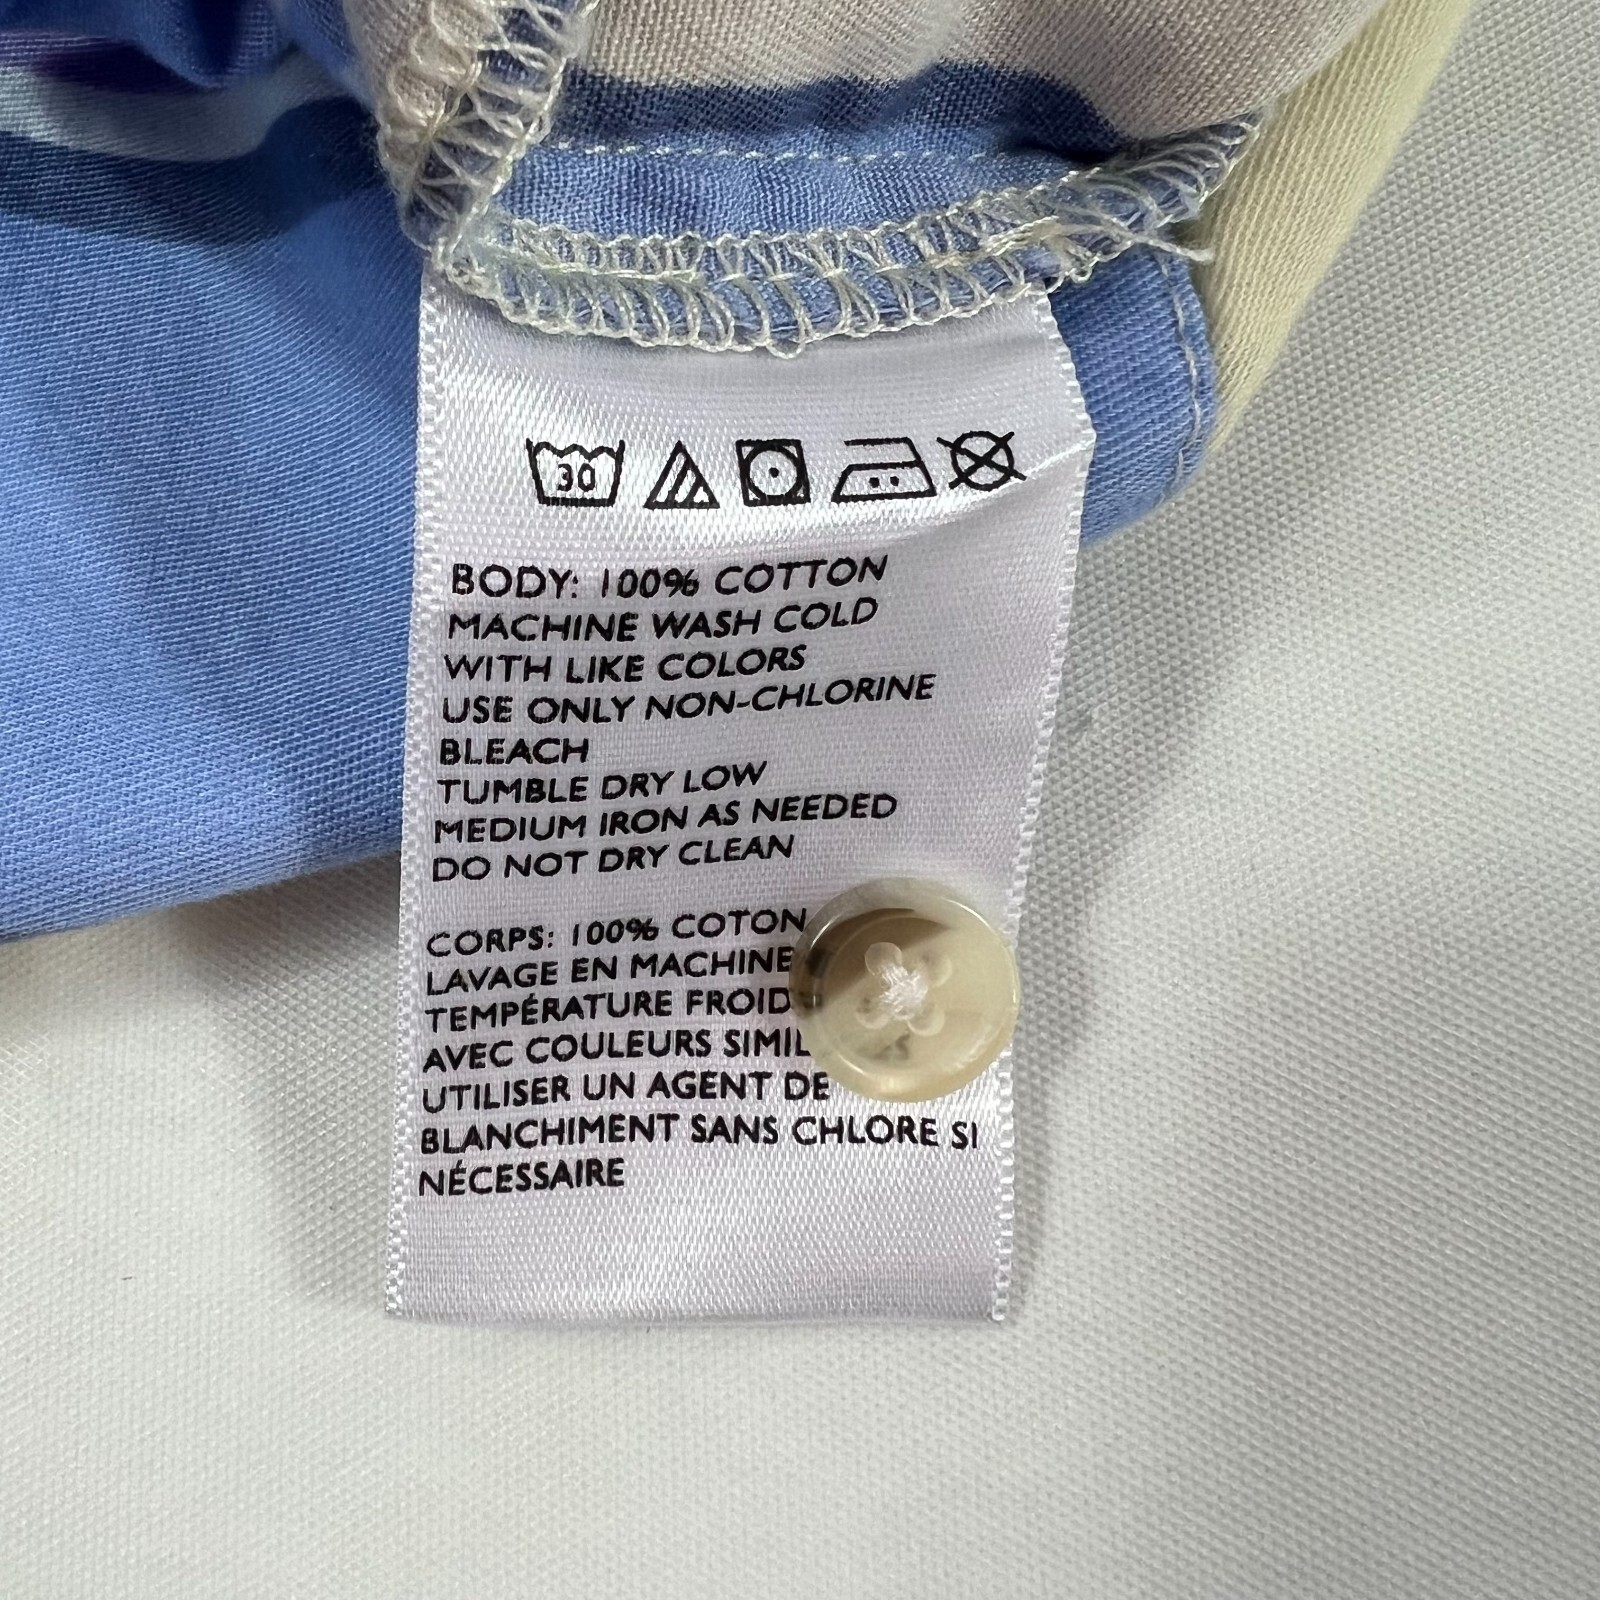 30
BODY: 100% COTTON
MACHINE WASH COLD
WITH LIKE COLORS
USE ONLY NON-CHLORINE
BLEACH
TUMBLE DRY LOW
MEDIUM IRON AS NEEDED
DO NOT DRY CLEAN
CORPS: 100% COTON
LAVAGE EN MACHINE
TEMPÉRATURE
AVEC COULEURS
UTILISER UN AGENT DE
BLANCHIMENT SANS CHLORE SI
NÉCESSAIRE